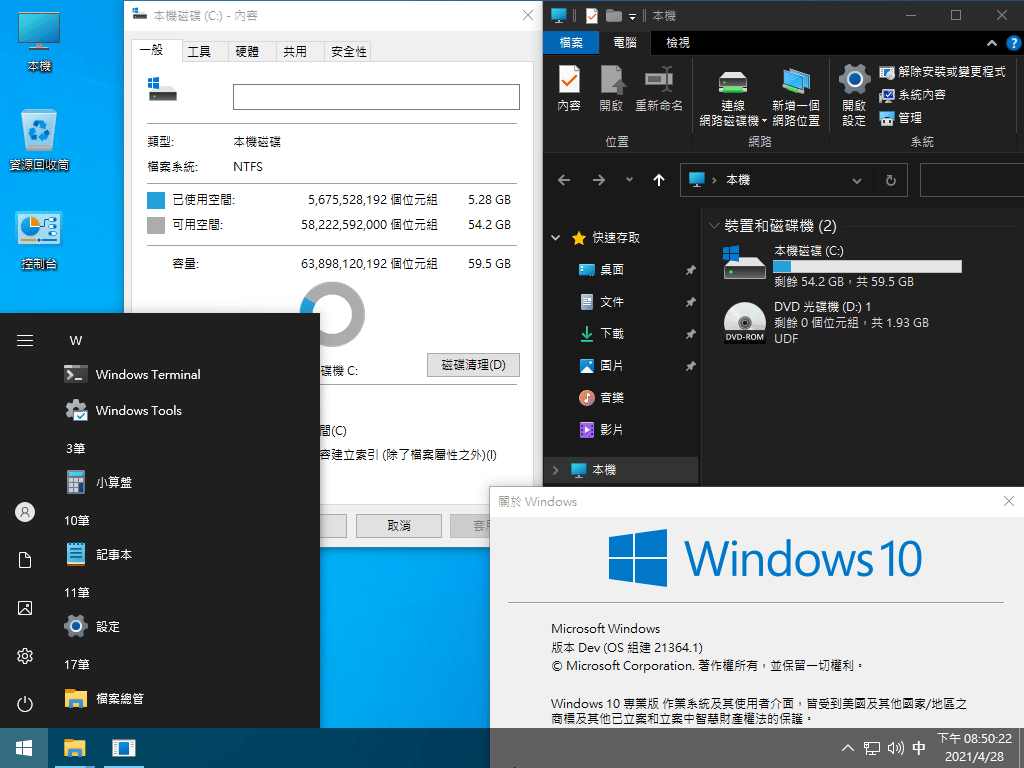 本機
資源回收筒
控制台
本機磁碟 (C:) - 內容
一般 工具 硬體 共用 安全性
類型: 本機磁碟
檔案系統: NTFS
已使用空間: 5,675,528,192 個位元組 5.28 GB
可用空間: 58,222,592,000 個位元組 54.2 GB
容量: 63,898,120,192 個位元組 59.5 GB
碟機 C: 磁碟清理(D)
間(C)
容建立索引 (除了檔案屬性之外)(I)
取消
W
Windows Terminal
Windows Tools
3筆
小算盤
10筆
記事本
11筆
設定
17筆
檔案總管
本機
檔案 電腦 檢視
內容
開啟
重新命名
位置
連線
網路磁碟機
新增一個
網路位置
網路
開啟
設定
解除安裝或變更程式
系統內容
管理
系統
本機
快速存取
桌面
文件
下載
圖片
音樂
影片
本機
裝置和磁碟機 (2)
本機磁碟 (C:)
剩餘 54.2 GB，共 59.5 GB
DVD-ROM
DVD 光碟機 (D:) 1
剩餘 0 個位元組，共 1.93 GB
UDF
關於 Windows
Windows 10
Microsoft Windows
版本 Dev (OS 組建 21364.1)
© Microsoft Corporation. 著作權所有，並保留一切權利。
Windows 10 專業版 作業系統及其使用者介面，皆受到美國及其他國家/地區之
商標及其他已立案和立案中智慧財產權法的保護。
中
下午 08:50:22
2021/4/28